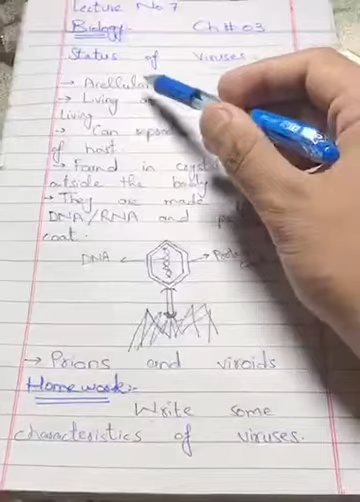 Lecture No 7
Biology:- Ch # 03
Status of Viruses
→ Acellular
→ Living
Living
→ Can
of host.
→ Found in
outside the body
→ They are made
DNA/RNA and
coat.
DNA
→ Prions and viroids
Homework:-
Write some
characteristics of viruses.